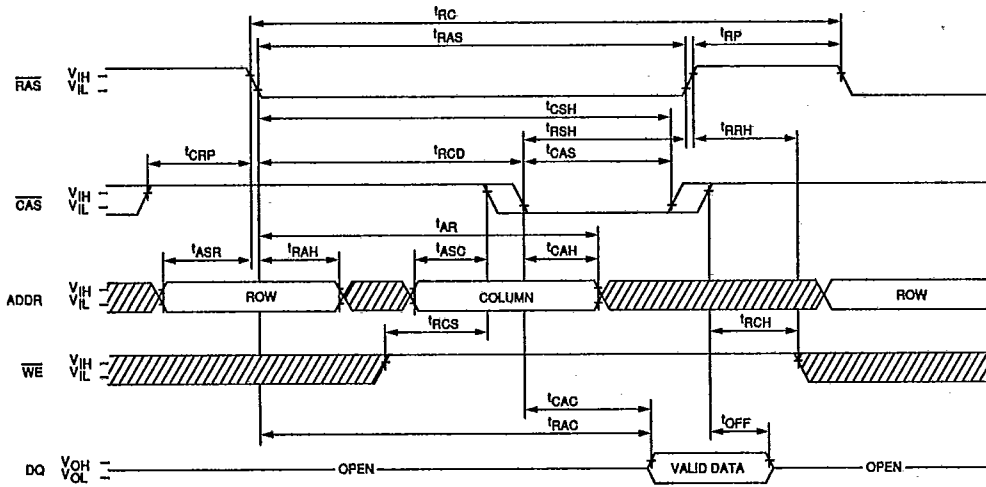 tRC
tRAS
tRP
RAS
VIH
VIL
tCSH
tRSH
tRRH
tCRP
tRCD
tCAS
CAS
VIH
VIL
tAR
tASR
tRAH
tASC
tCAH
ADDR
VIH
VIL
ROW
COLUMN
ROW
tRCS
tRCH
WE
VIH
VIL
tCAC
tRAC
tOFF
DQ
VOH
VOL
OPEN
VALID DATA
OPEN